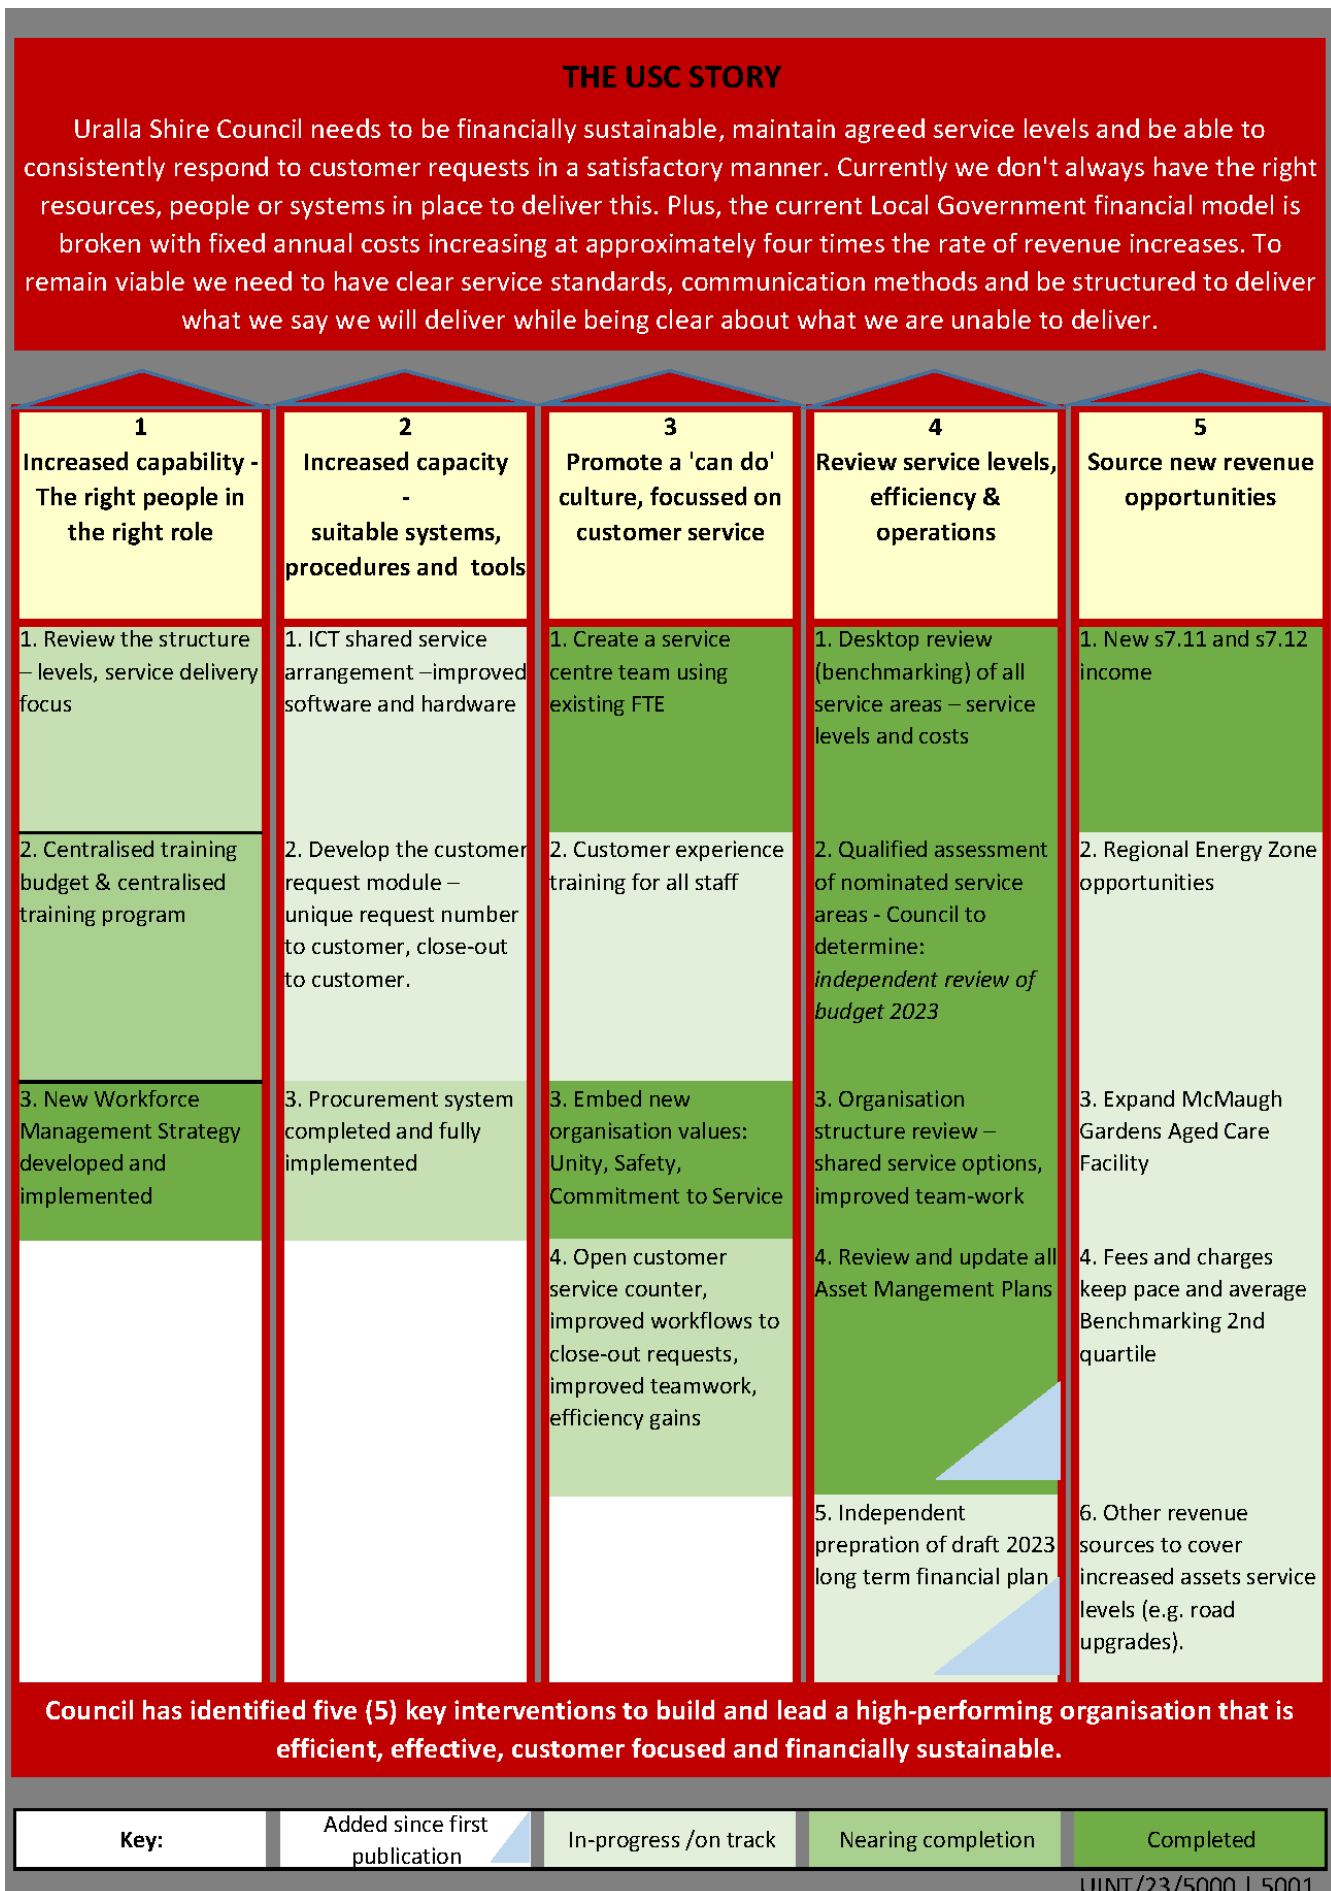 THE USC STORY
Uralla Shire Council needs to be financially sustainable, maintain agreed service levels and be able to
consistently respond to customer requests in a satisfactory manner. Currently we don't always have the right
resources, people or systems in place to deliver this. Plus, the current Local Government financial model is
broken with fixed annual costs increasing at approximately four times the rate of revenue increases. To
remain viable we need to have clear service standards, communication methods and be structured to deliver
what we say we will deliver while being clear about what we are unable to deliver.
1
Increased capability -
The right people in
the right role
1. Review the structure
– levels, service delivery
focus
2. Centralised training
budget & centralised
training program
3. New Workforce
Management Strategy
developed and
implemented
2
Increased capacity
-
suitable systems,
procedures and tools
1. ICT shared service
arrangement –improved
software and hardware
2. Develop the customer
request module –
unique request number
to customer, close-out
to customer.
3. Procurement system
completed and fully
implemented
3
Promote a 'can do'
culture, focussed on
customer service
1. Create a service
centre team using
existing FTE
2. Customer experience
training for all staff
3. Embed new
organisation values:
Unity, Safety,
Commitment to Service
4. Open customer
service counter,
improved workflows to
close-out requests,
improved teamwork,
efficiency gains
4
Review service levels,
efficiency &
operations
1. Desktop review
(benchmarking) of all
service areas – service
levels and costs
2. Qualified assessment
of nominated service
areas - Council to
determine:
independent review of
budget 2023
3. Organisation
structure review –
shared service options,
improved team-work
4. Review and update all
Asset Mangement Plans
5. Independent
prepration of draft 2023
long term financial plan
5
Source new revenue
opportunities
1. New s7.11 and s7.12
income
2. Regional Energy Zone
opportunities
3. Expand McMaugh
Gardens Aged Care
Facility
4. Fees and charges
keep pace and average
Benchmarking 2nd
quartile
6. Other revenue
sources to cover
increased assets service
levels (e.g. road
upgrades).
Council has identified five (5) key interventions to build and lead a high-performing organisation that is
efficient, effective, customer focused and financially sustainable.
Key:
Added since first
publication
In-progress /on track
Nearing completion
Completed
UINT/23/5000 | 5001